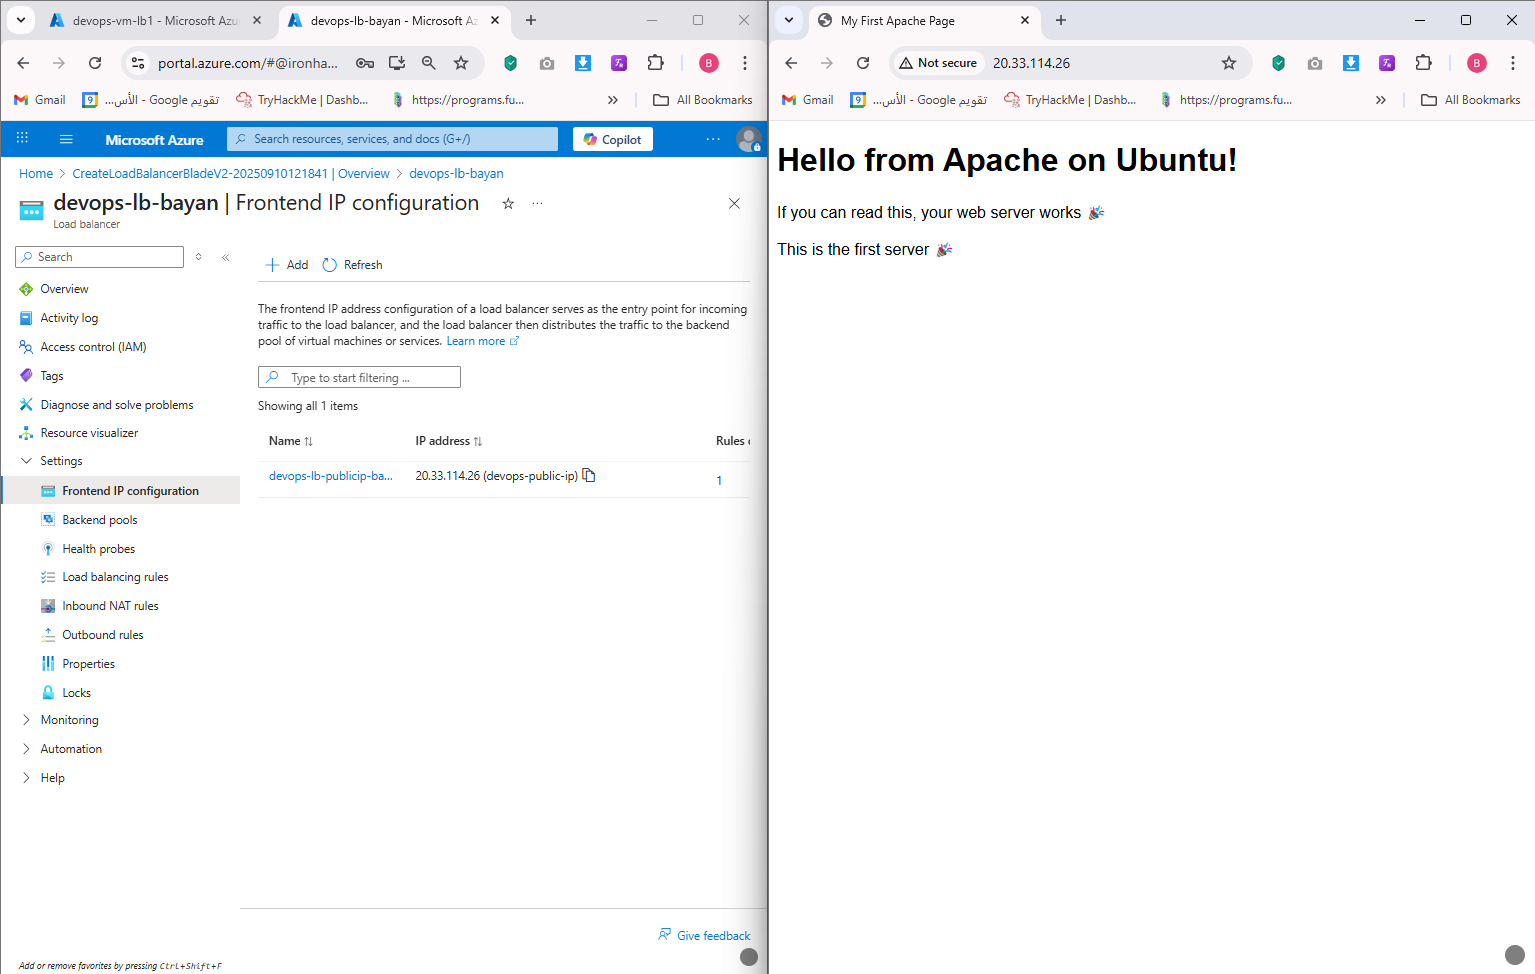 devops-vm-lb1 - Microsoft Azu
devops-lb-bayan - Microsoft Az
portal.azure.com/#@ironha...
B
Gmail
تقويم Google - الأس...
TryHackMe | Dashb...
https://programs.fu...
All Bookmarks
Microsoft Azure
Search resources, services, and docs (G+/)
Copilot
Home > CreateLoadBalancerBladeV2-20250910121841 | Overview > devops-lb-bayan
devops-lb-bayan | Frontend IP configuration
Load balancer
Search
Overview
Activity log
Access control (IAM)
Tags
Diagnose and solve problems
Resource visualizer
Settings
Frontend IP configuration
Backend pools
Health probes
Load balancing rules
Inbound NAT rules
Outbound rules
Properties
Locks
Monitoring
Automation
Help
Add or remove favorites by pressing Ctrl+Shift+F
Add
Refresh
The frontend IP address configuration of a load balancer serves as the entry point for incoming
traffic to the load balancer, and the load balancer then distributes the traffic to the backend
pool of virtual machines or services. Learn more
Type to start filtering ...
Showing all 1 items
Name
IP address
Rules c
devops-lb-publicip-ba...
20.33.114.26 (devops-public-ip)
1
Give feedback
My First Apache Page
Not secure
20.33.114.26
B
Gmail
تقويم Google - الأس...
TryHackMe | Dashb...
https://programs.fu...
All Bookmarks
Hello from Apache on Ubuntu!
If you can read this, your web server works 🎉
This is the first server 🎉